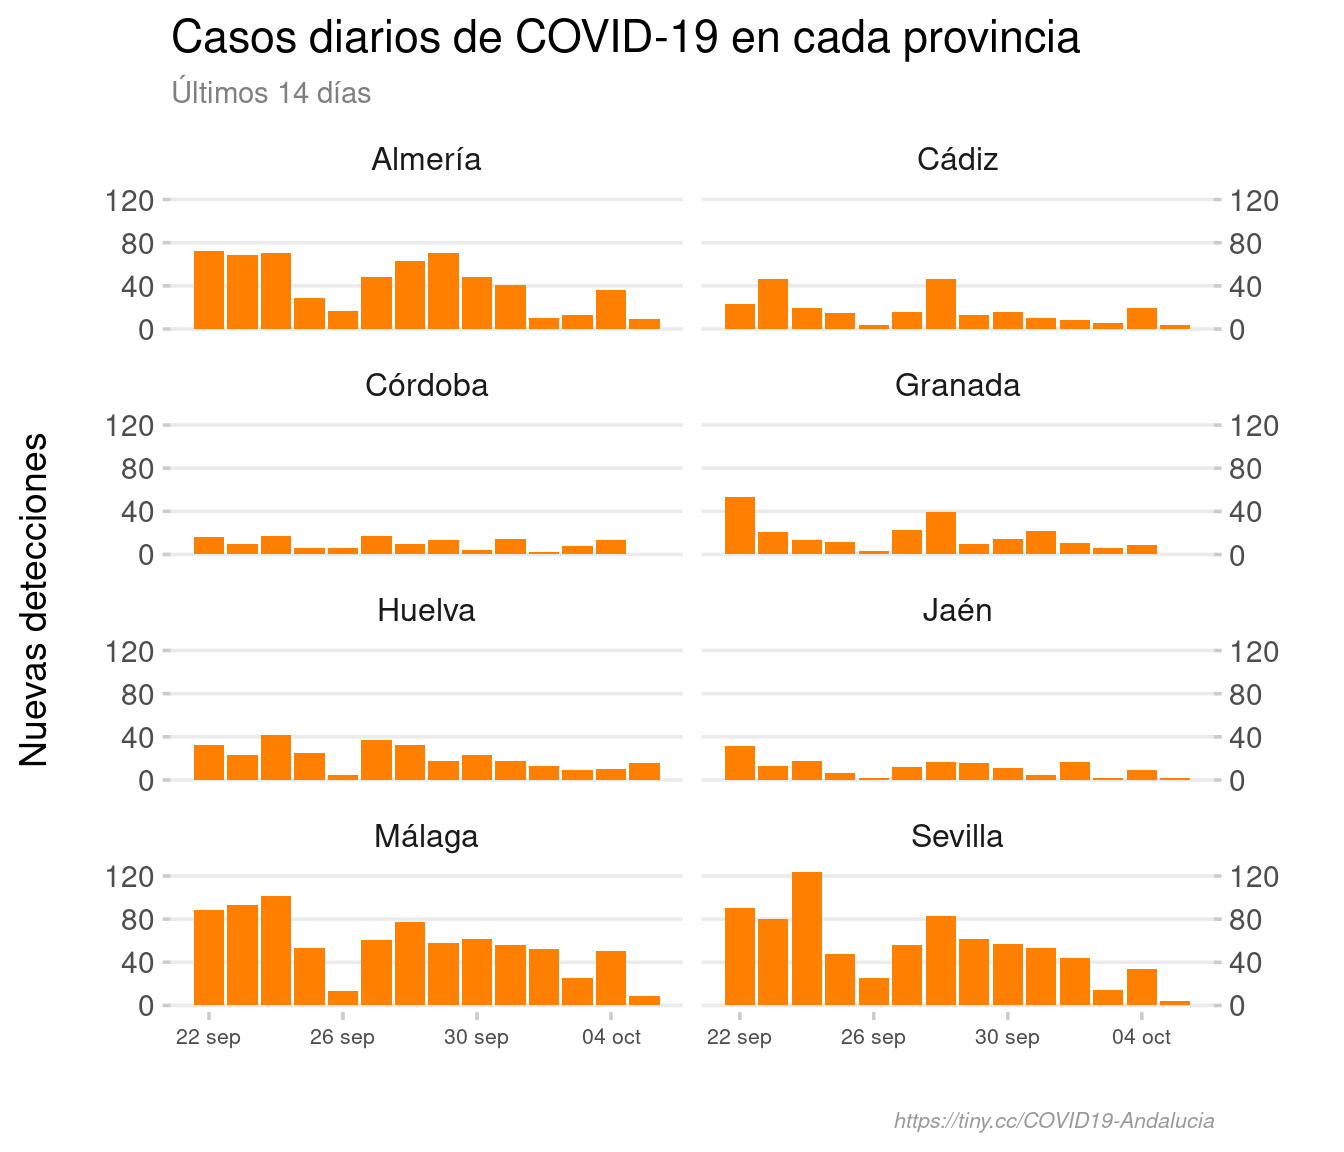 Casos diarios de COVID-19 en cada provincia
Últimos 14 días
Nuevas detecciones
Almería
Cádiz
120
80
40
0
120
80
40
0
Córdoba
Granada
120
80
40
0
120
80
40
0
Huelva
Jaén
120
80
40
0
120
80
40
0
Málaga
Sevilla
120
80
40
0
120
80
40
0
22 sep 26 sep 30 sep 04 oct
22 sep 26 sep 30 sep 04 oct
https://tiny.cc/COVID19-Andalucia